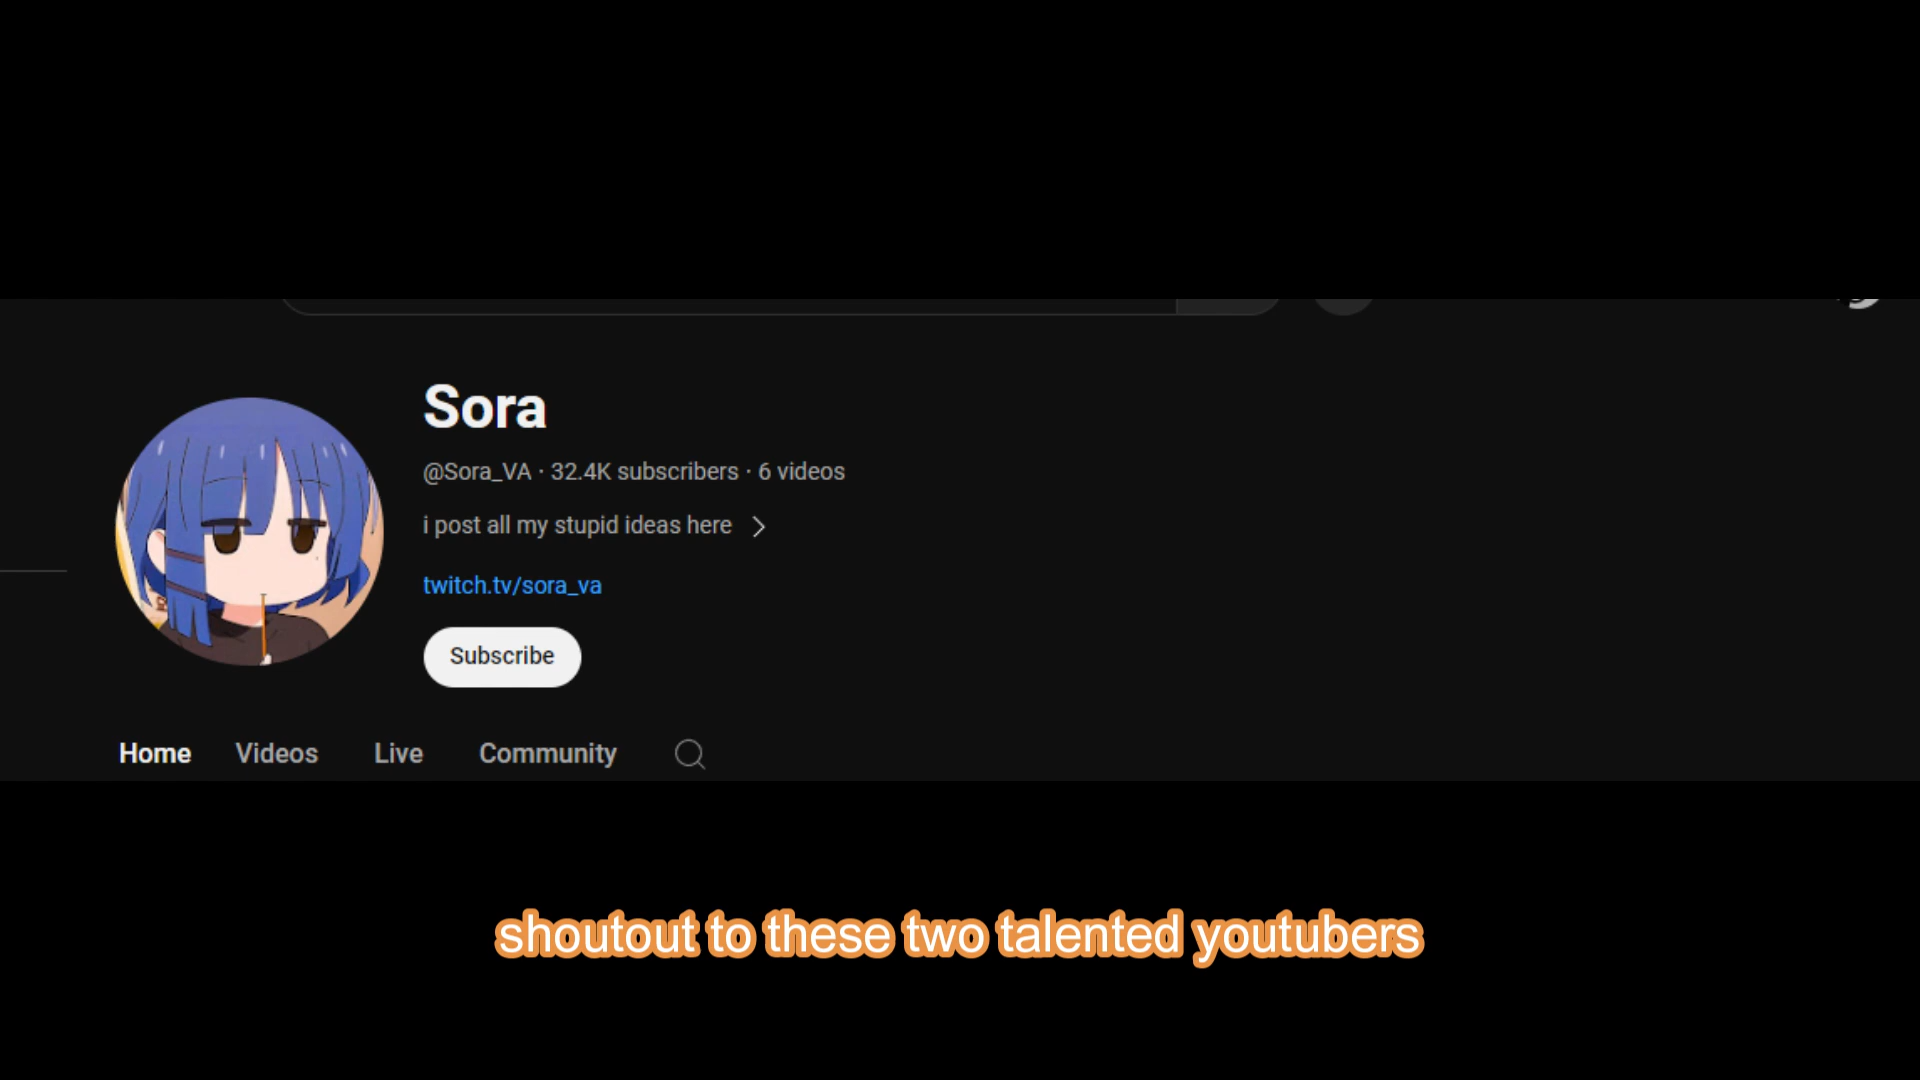 Sora
@Sora_VA · 32.4K subscribers · 6 videos
i post all my stupid ideas here
twitch.tv/sora_va
Subscribe
Home Videos Live Community
shoutout to these two talented youtubers